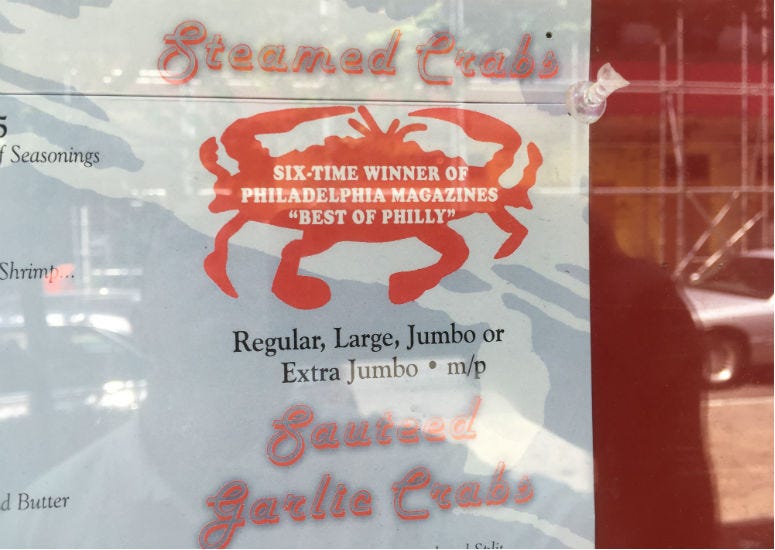 Steamed Crabs
5
f Seasonings
SIX-TIME WINNER OF
PHILADELPHIA MAGAZINES
"BEST OF PHILLY"
Shrimp...
Regular, Large, Jumbo or
Extra Jumbo • m/p
Sauteed
Garlic Crabs
d Butter